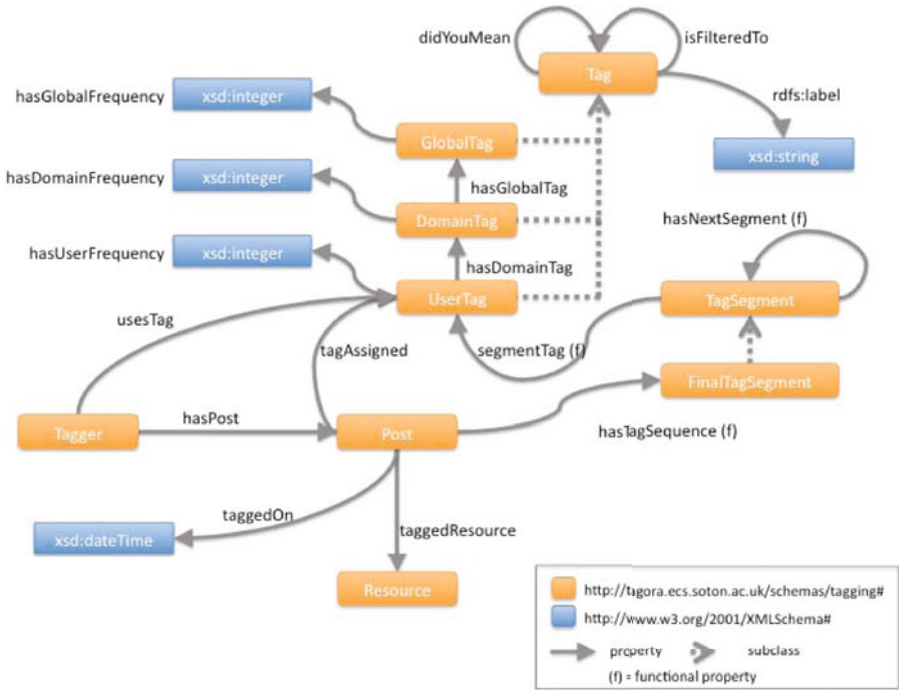 didYouMean
isFilteredTo
Tag
hasGlobalFrequency
xsd:integer
rdfs:label
GlobalTag
xsd:string
hasGlobalTag
hasDomainFrequency
xsd:integer
DomainTag
hasNextSegment (f)
hasUserFrequency
xsd:integer
hasDomainTag
UserTag
TagSegment
usesTag
tagAssigned
segmentTag (f)
FinalTagSegment
hasPost
Tagger
Post
hasTagSequence (f)
taggedOn
taggedResource
xsd:dateTime
Resource
http://tagora.ecs.soton.ac.uk/schemas/tagging#
http://www.w3.org/2001/XMLSchema#
property
subclass
(f) = functional property